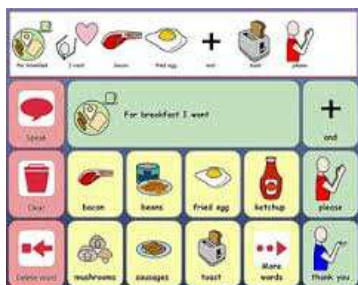 For breakfast I want bacon fried egg and toast please
Speak For breakfast I want and
Clear bacon beans fried egg ketchup please
Delete word mushrooms sausages toast More words thank you